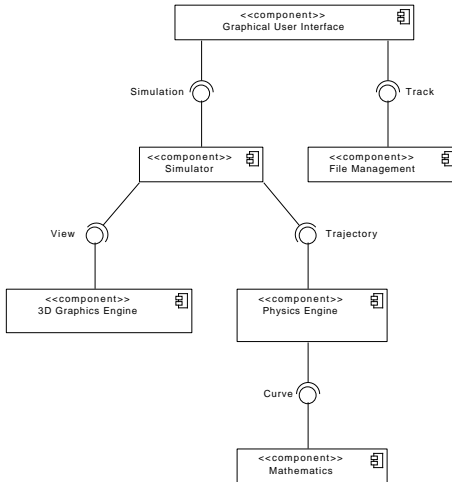 <<component>>
Graphical User Interface
Simulation
Track
<<component>>
Simulator
<<component>>
File Management
View
Trajectory
<<component>>
3D Graphics Engine
<<component>>
Physics Engine
Curve
<<component>>
Mathematics